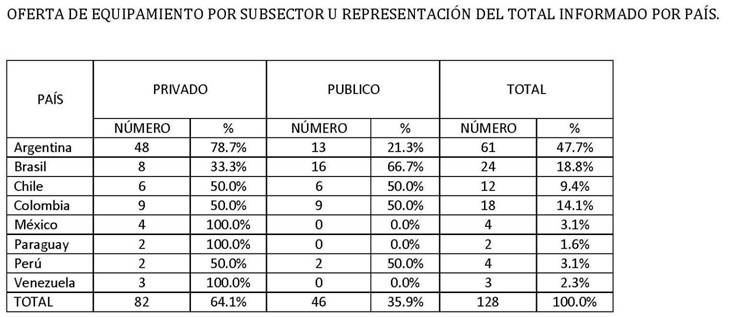 OFERTA DE EQUIPAMIENTO POR SUBSECTOR U REPRESENTACIÓN DEL TOTAL INFORMADO POR PAÍS.
PAÍS PRIVADO PUBLICO TOTAL
NÚMERO % NÚMERO % NÚMERO %
Argentina 48 78.7% 13 21.3% 61 47.7%
Brasil 8 33.3% 16 66.7% 24 18.8%
Chile 6 50.0% 6 50.0% 12 9.4%
Colombia 9 50.0% 9 50.0% 18 14.1%
México 4 100.0% 0 0.0% 4 3.1%
Paraguay 2 100.0% 0 0.0% 2 1.6%
Perú 2 50.0% 2 50.0% 4 3.1%
Venezuela 3 100.0% 0 0.0% 3 2.3%
TOTAL 82 64.1% 46 35.9% 128 100.0%